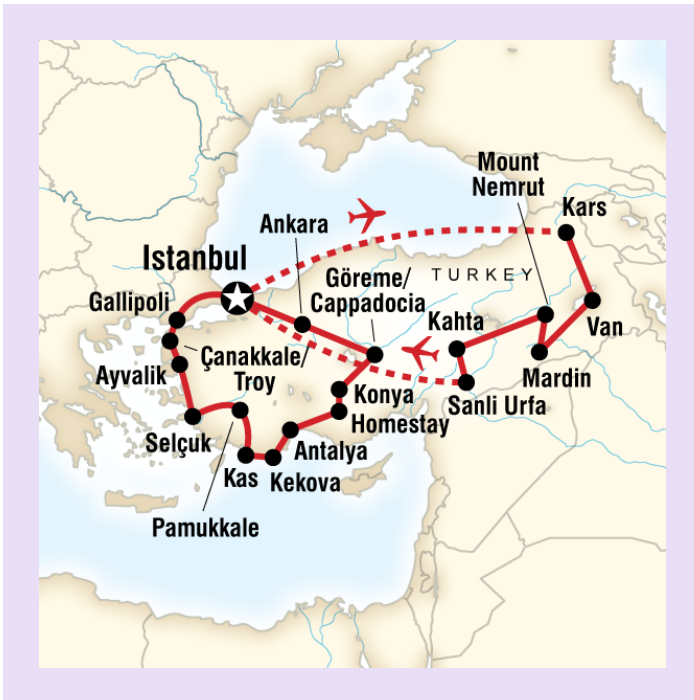 Mount
Nemrut
Kars
Ankara
Istanbul
Göreme/
Cappadocia
TURKEY
Gallipoli
Kahta
Van
Çanakkale/
Troy
Ayvalik
Mardin
Konya
Sanli Urfa
Homestay
Selçuk
Antalya
Kas
Kekova
Pamukkale